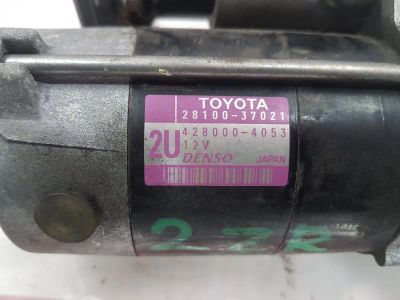 TOYOTA
28100-37021
2U 428000-4053
12V
DENSO JAPAN
2ZR